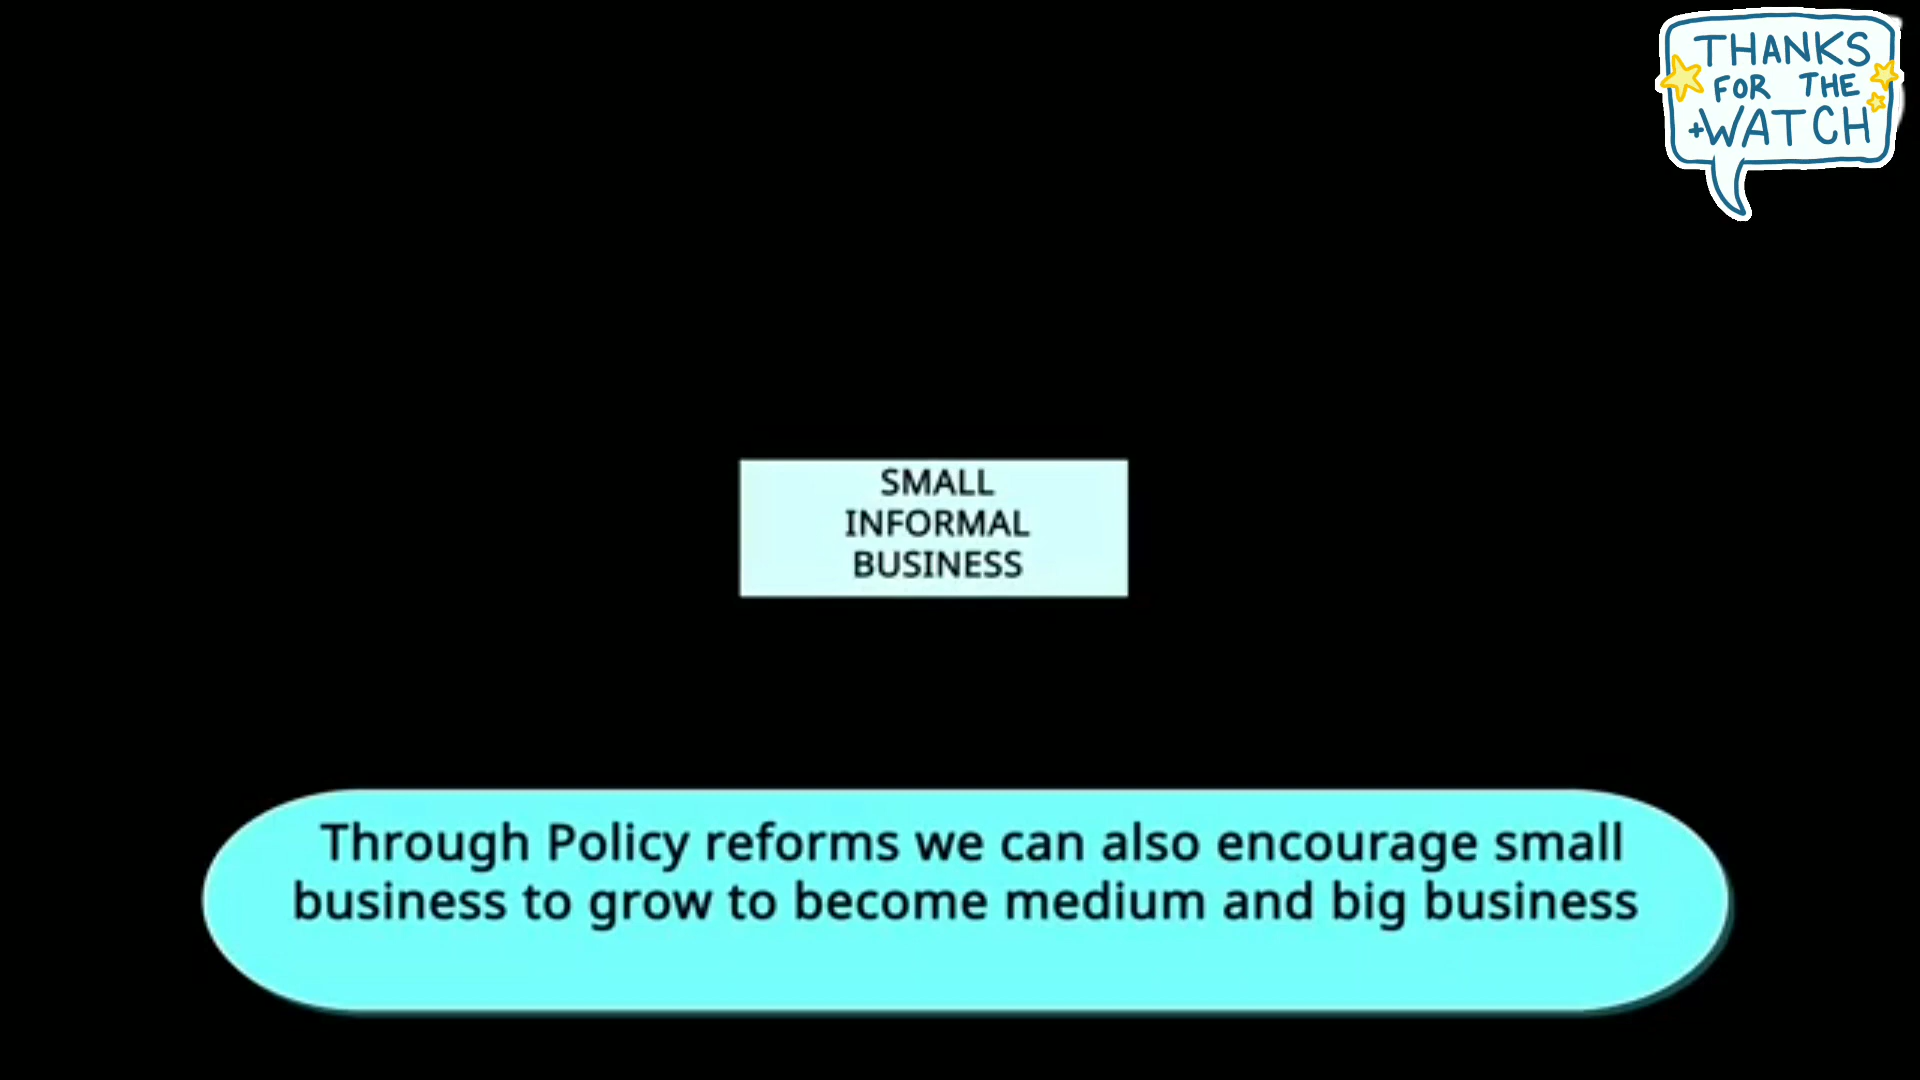 THANKS
FOR THE
WATCH
SMALL
INFORMAL
BUSINESS
Through Policy reforms we can also encourage small
business to grow to become medium and big business